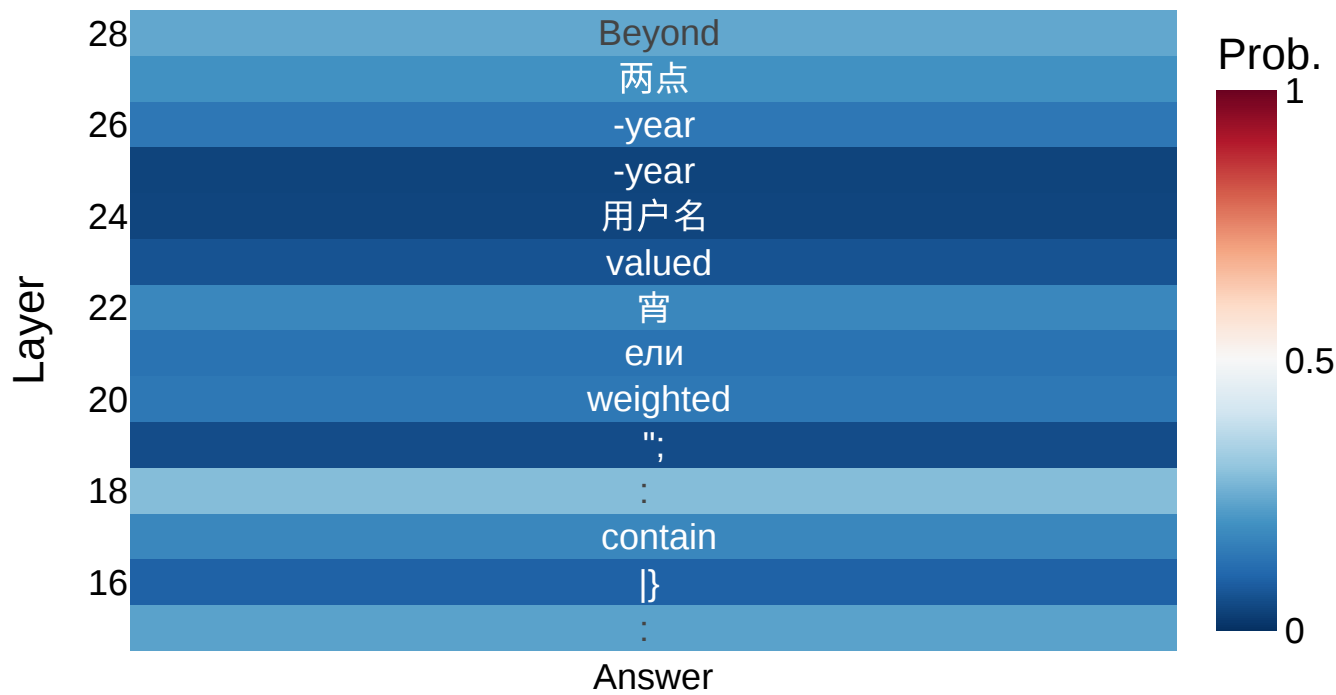 28 Beyond
两点
26 -year
-year
24 用户名
valued
22 宵
ели
20 weighted
";
18 :
contain
16 |}
:
Layer
Answer
Prob.
1
0.5
0